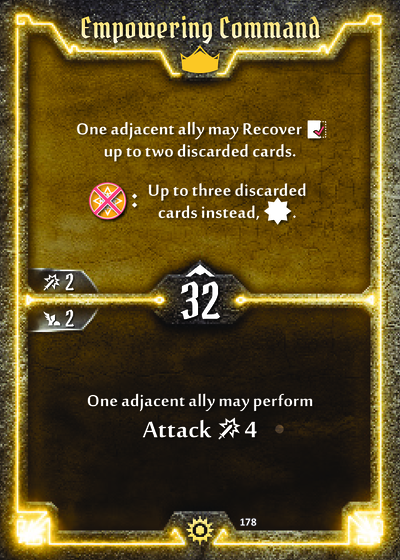 Empowering Command
One adjacent ally may Recover
up to two discarded cards.
: Up to three discarded
cards instead, .
2
32
2
One adjacent ally may perform
Attack 4
178